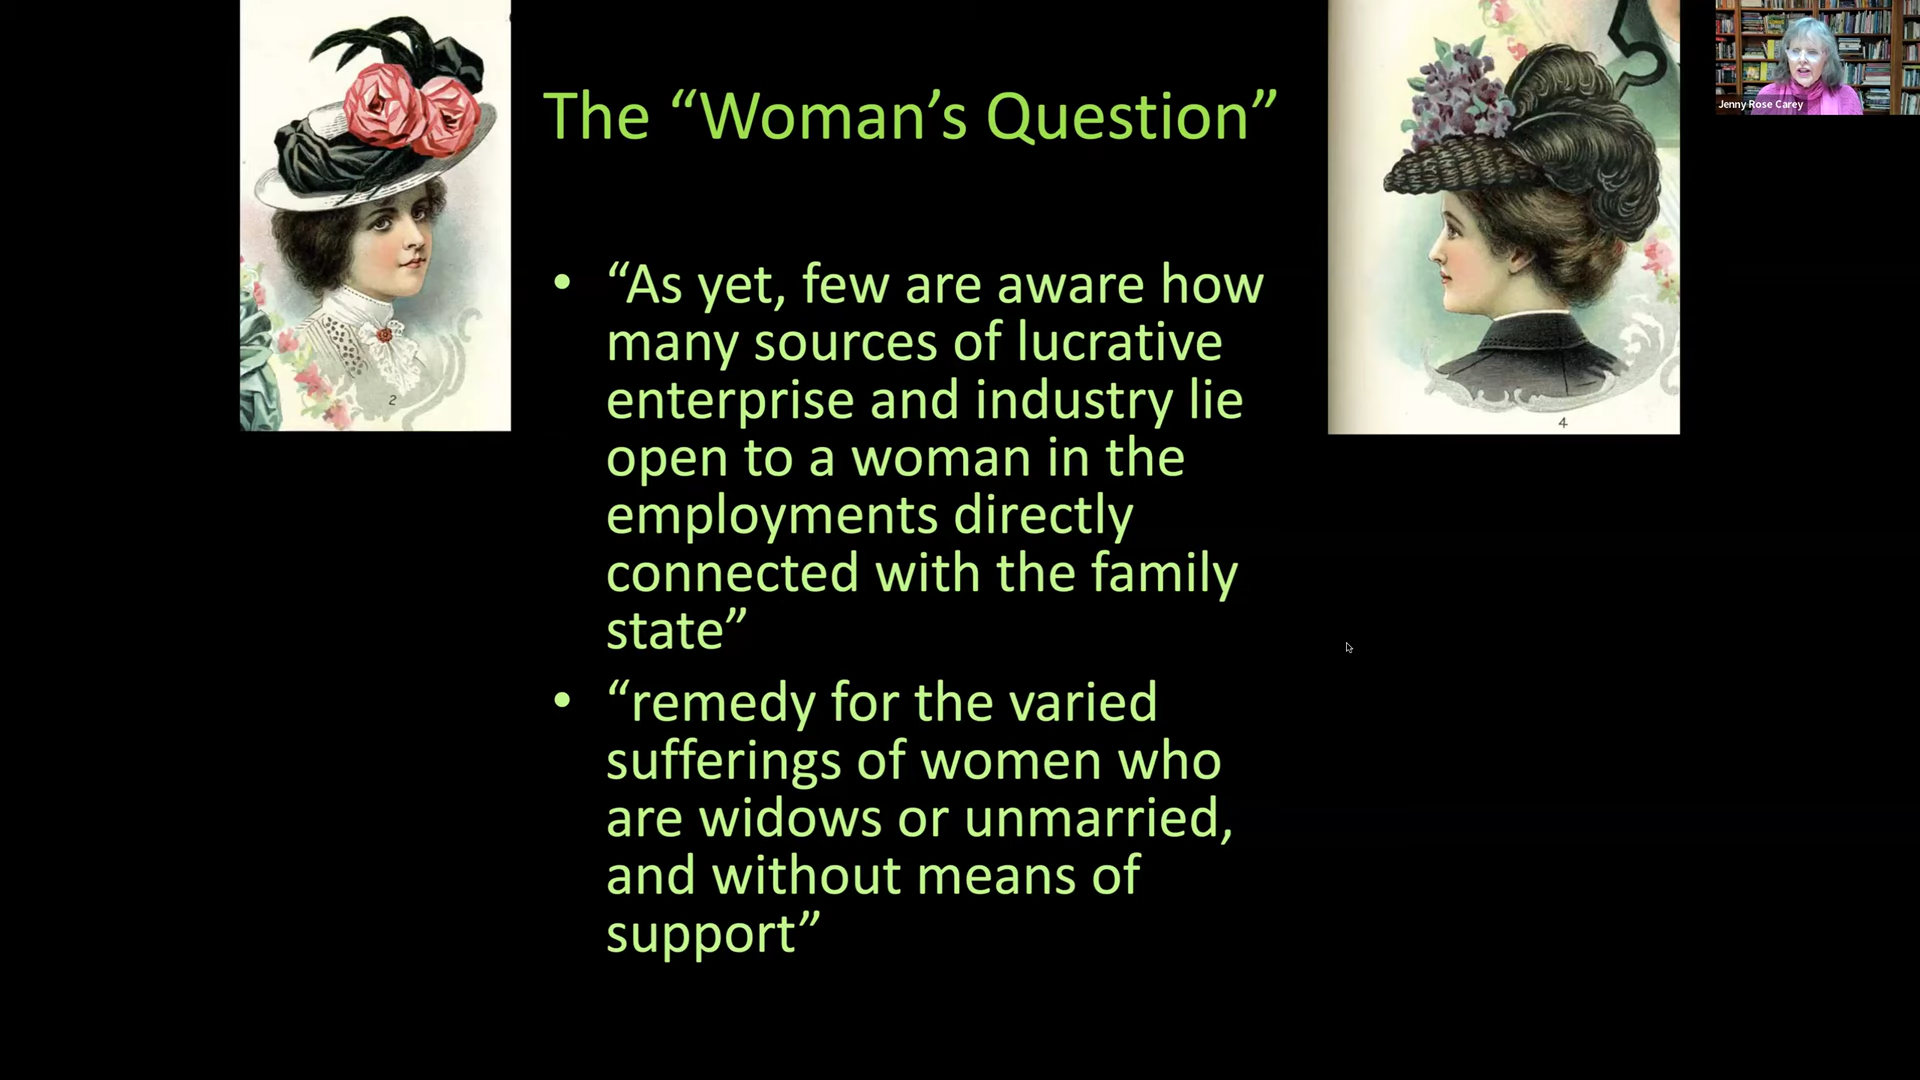 The “Woman’s Question”
• “As yet, few are aware how
many sources of lucrative
enterprise and industry lie
open to a woman in the
employments directly
connected with the family
state”
• “remedy for the varied
sufferings of women who
are widows or unmarried,
and without means of
support”
2
4
Jenny Rose Carey